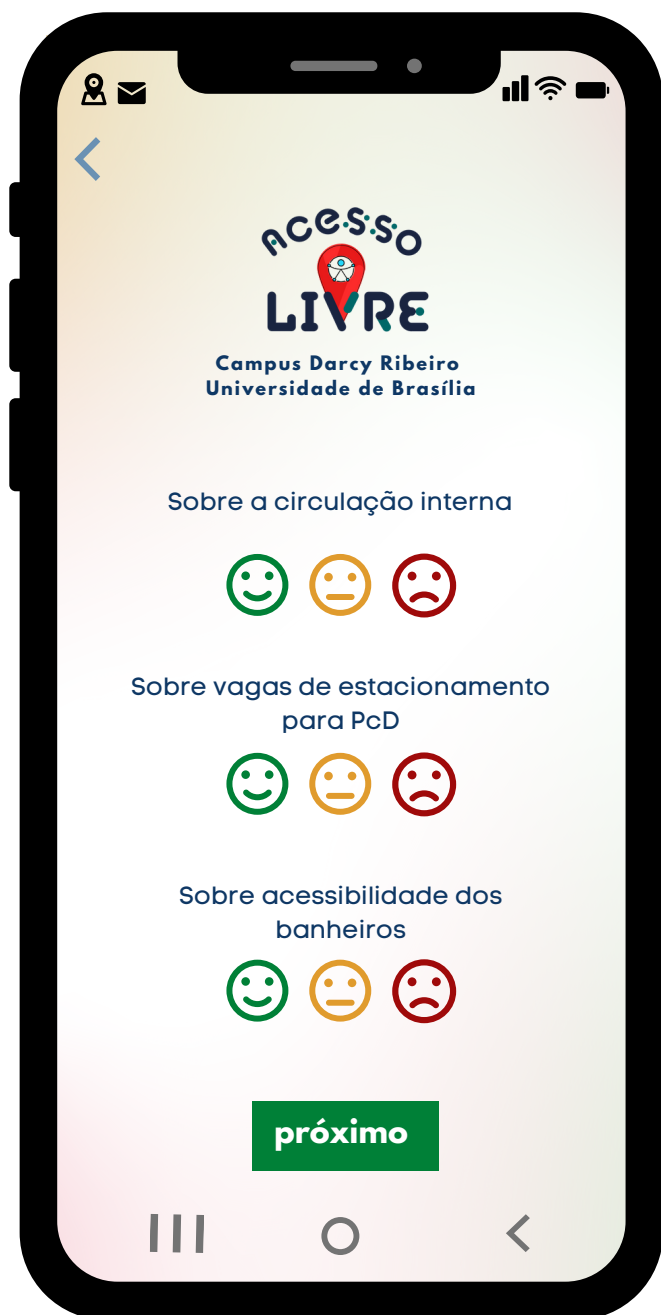 ACESSO
LIVRE
Campus Darcy Ribeiro
Universidade de Brasília
Sobre a circulação interna
Sobre vagas de estacionamento
para PcD
Sobre acessibilidade dos
banheiros
próximo